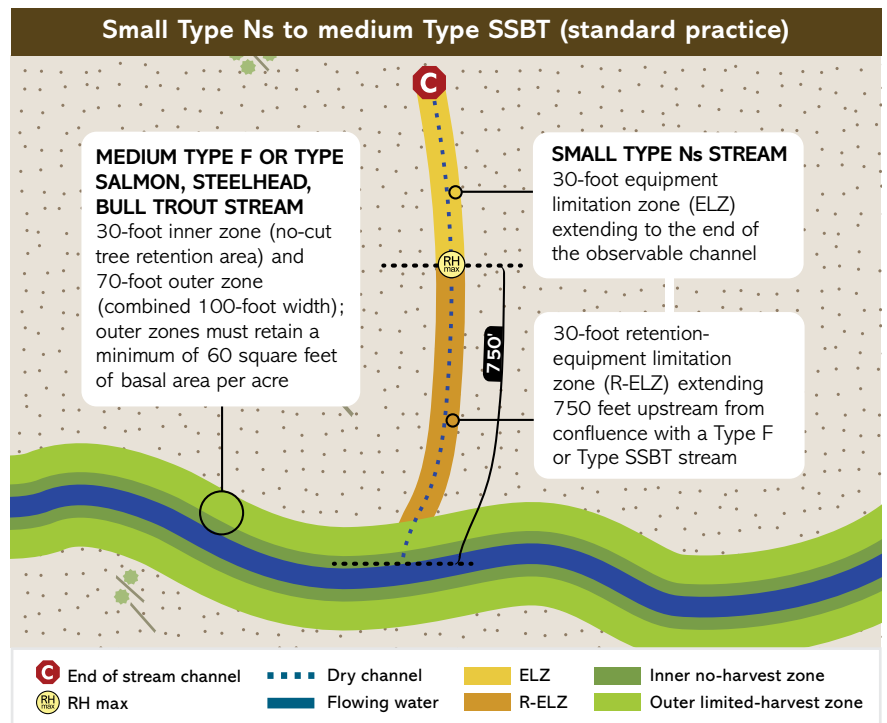 Small Type Ns to medium Type SSBT (standard practice)
C
MEDIUM TYPE F OR TYPE
SALMON, STEELHEAD,
BULL TROUT STREAM
30-foot inner zone (no-cut
tree retention area) and
70-foot outer zone
(combined 100-foot width);
outer zones must retain a
minimum of 60 square feet
of basal area per acre
SMALL TYPE Ns STREAM
30-foot equipment
limitation zone (ELZ)
extending to the end of
the observable channel
RH
max
750'
30-foot retention-
equipment limitation
zone (R-ELZ) extending
750 feet upstream from
confluence with a Type F
or Type SSBT stream
C End of stream channel
Dry channel
ELZ
Inner no-harvest zone
RH
max
RH max
Flowing water
R-ELZ
Outer limited-harvest zone